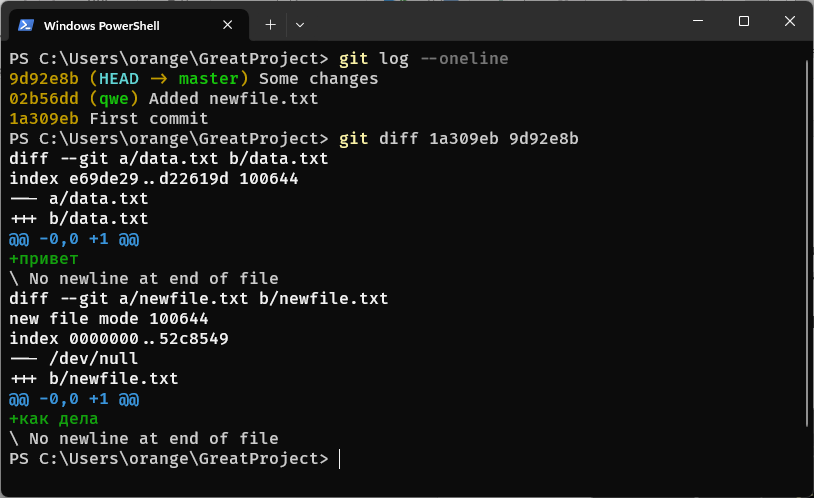 Windows PowerShell
PS C:\Users\orange\GreatProject> git log --oneline
9d92e8b (HEAD -> master) Some changes
02b56dd (qwe) Added newfile.txt
1a309eb First commit
PS C:\Users\orange\GreatProject> git diff 1a309eb 9d92e8b
diff --git a/data.txt b/data.txt
index e69de29..d22619d 100644
--- a/data.txt
+++ b/data.txt
@@ -0,0 +1 @@
+привет
\ No newline at end of file
diff --git a/newfile.txt b/newfile.txt
new file mode 100644
index 0000000..52c8549
--- /dev/null
+++ b/newfile.txt
@@ -0,0 +1 @@
+как дела
\ No newline at end of file
PS C:\Users\orange\GreatProject>